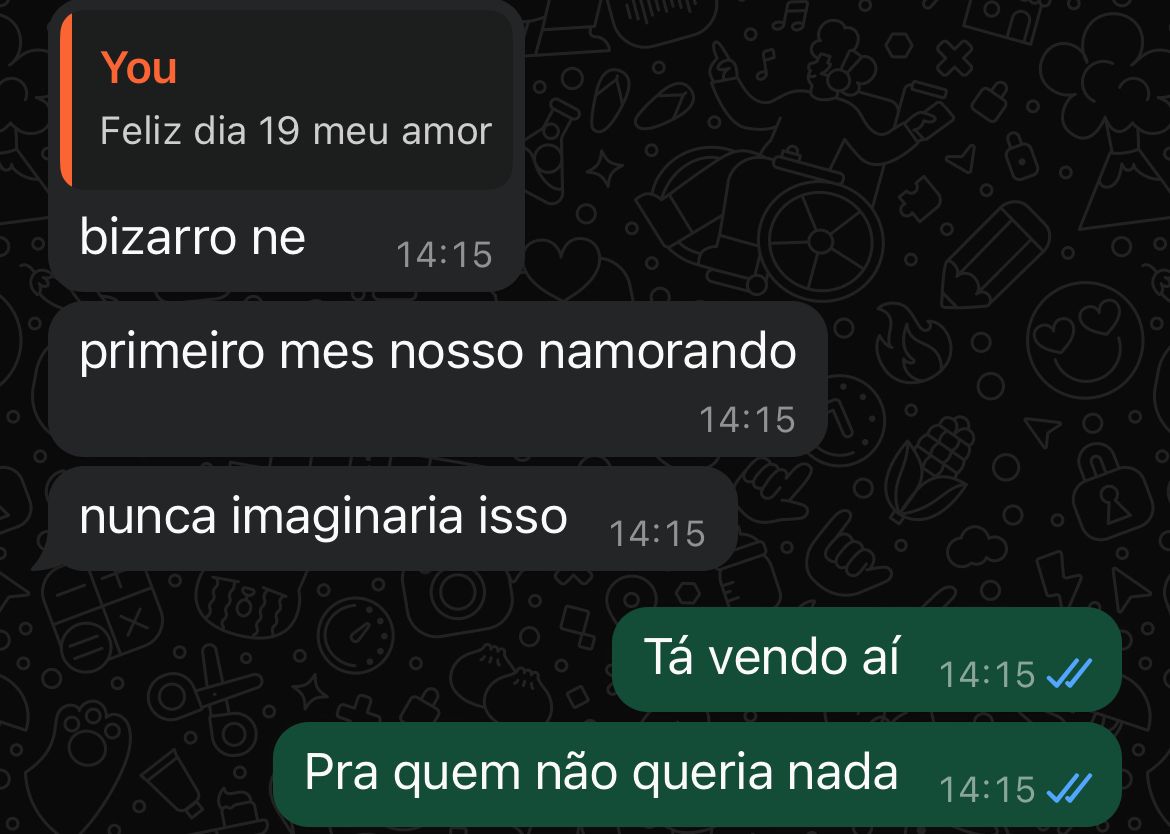 You
Feliz dia 19 meu amor
bizarro ne 14:15
primeiro mes nosso namorando
14:15
nunca imaginaria isso 14:15
Tá vendo aí 14:15
Pra quem não queria nada 14:15